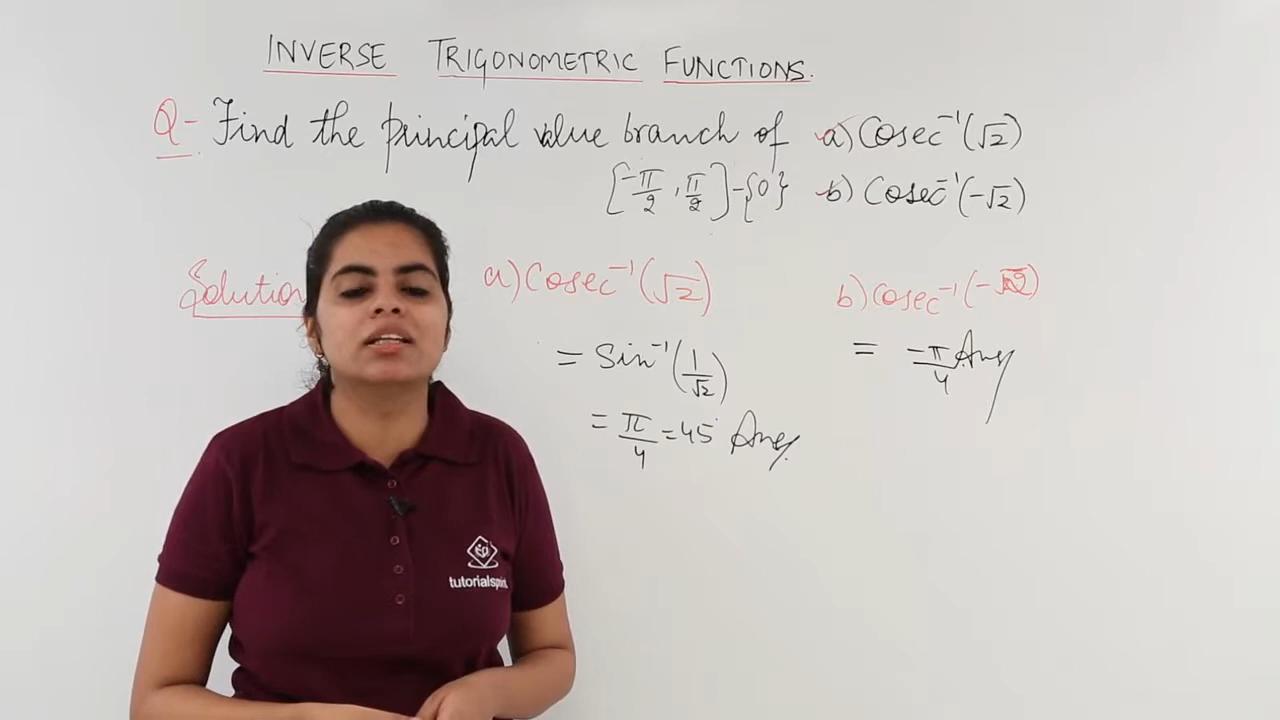 INVERSE TRIGONOMETRIC FUNCTIONS.
Q- Find the principal value branch of a) Cosec⁻¹(√2)
[-π/2, π/2]-{0} b) Cosec⁻¹(-√2)
Solution a) Cosec⁻¹(√2) b) Cosec⁻¹(-√2)
= Sin⁻¹(1/√2) = -π/4 Ans
= π/4 = 45° Ans.
tutorialspoint